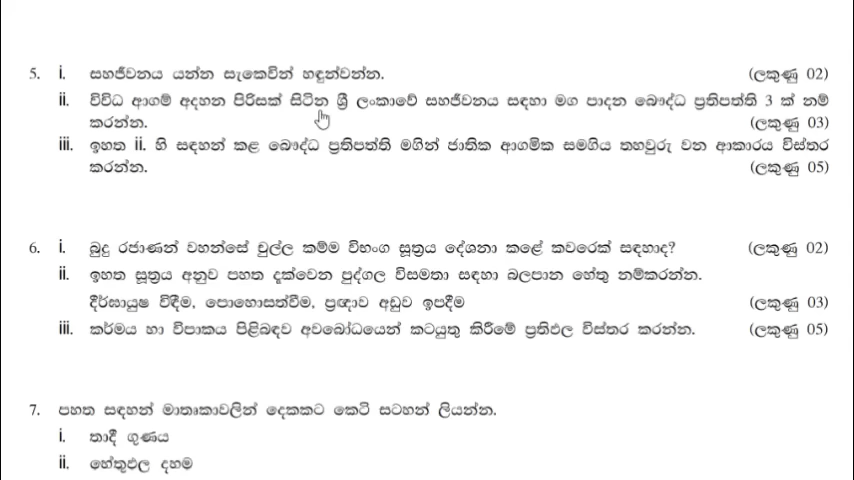 5. i. සහජීවනය යන්න සැකෙවින් හඳුන්වන්න. (ලකුණු 02)
ii. විවිධ ආගම් අදහන පිරිසක් සිටින ශ්‍රී ලංකාවේ සහජීවනය සඳහා මග පාදන බෞද්ධ ප්‍රතිපත්ති 3 ක් නම්
කරන්න. (ලකුණු 03)
iii. ඉහත ii. හි සඳහන් කළ බෞද්ධ ප්‍රතිපත්ති මගින් ජාතික ආගමික සමගිය තහවුරු වන ආකාරය විස්තර
කරන්න. (ලකුණු 05)
6. i. බුදු රජාණන් වහන්සේ චුල්ල කම්ම විභංග සූත්‍රය දේශනා කළේ කවරෙක් සඳහාද? (ලකුණු 02)
ii. ඉහත සූත්‍රය අනුව පහත දැක්වෙන පුද්ගල විසමතා සඳහා බලපාන හේතු නම්කරන්න.
දීර්ඝායුෂ විඳීම, පොහොසත්වීම, ප්‍රඥාව අඩුව ඉපදීම (ලකුණු 03)
iii. කර්මය හා විපාකය පිළිබඳව අවබෝධයෙන් කටයුතු කිරීමේ ප්‍රතිඵල විස්තර කරන්න. (ලකුණු 05)
7. පහත සඳහන් මාතෘකාවලින් දෙකකට කෙටි සටහන් ලියන්න.
i. තාදී ගුණය
ii. හේතුඵල දහම